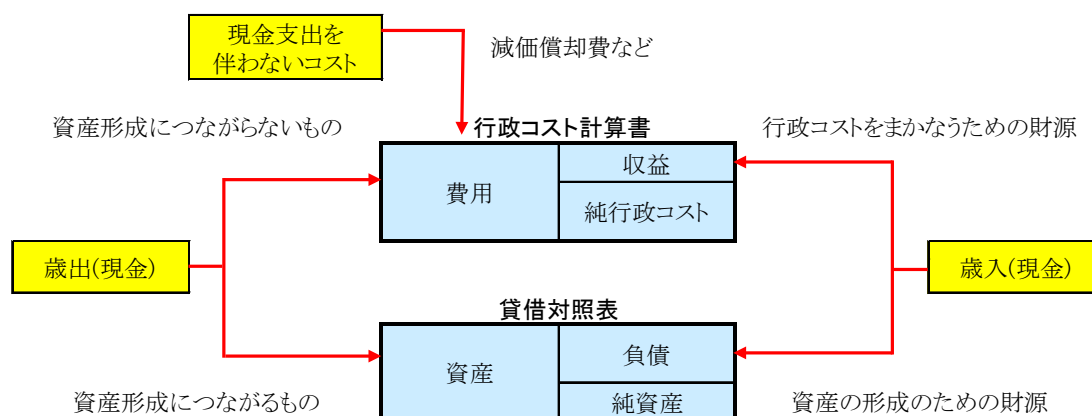 現金支出を
伴わないコスト
減価償却費など
資産形成につながらないもの
行政コスト計算書
行政コストをまかなうための財源
費用
収益
純行政コスト
歳出(現金)
歳入(現金)
貸借対照表
資産
負債
純資産
資産形成につながるもの
資産の形成のための財源